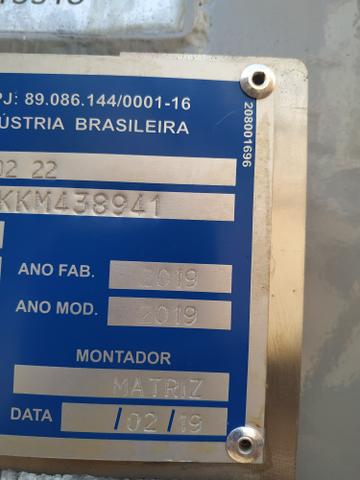 PJ: 89.086.144/0001-16
ÚSTRIA BRASILEIRA
208001696
02 22
KKM438941
ANO FAB. 2019
ANO MOD. 2019
MONTADOR
MATRIZ
DATA /02/19